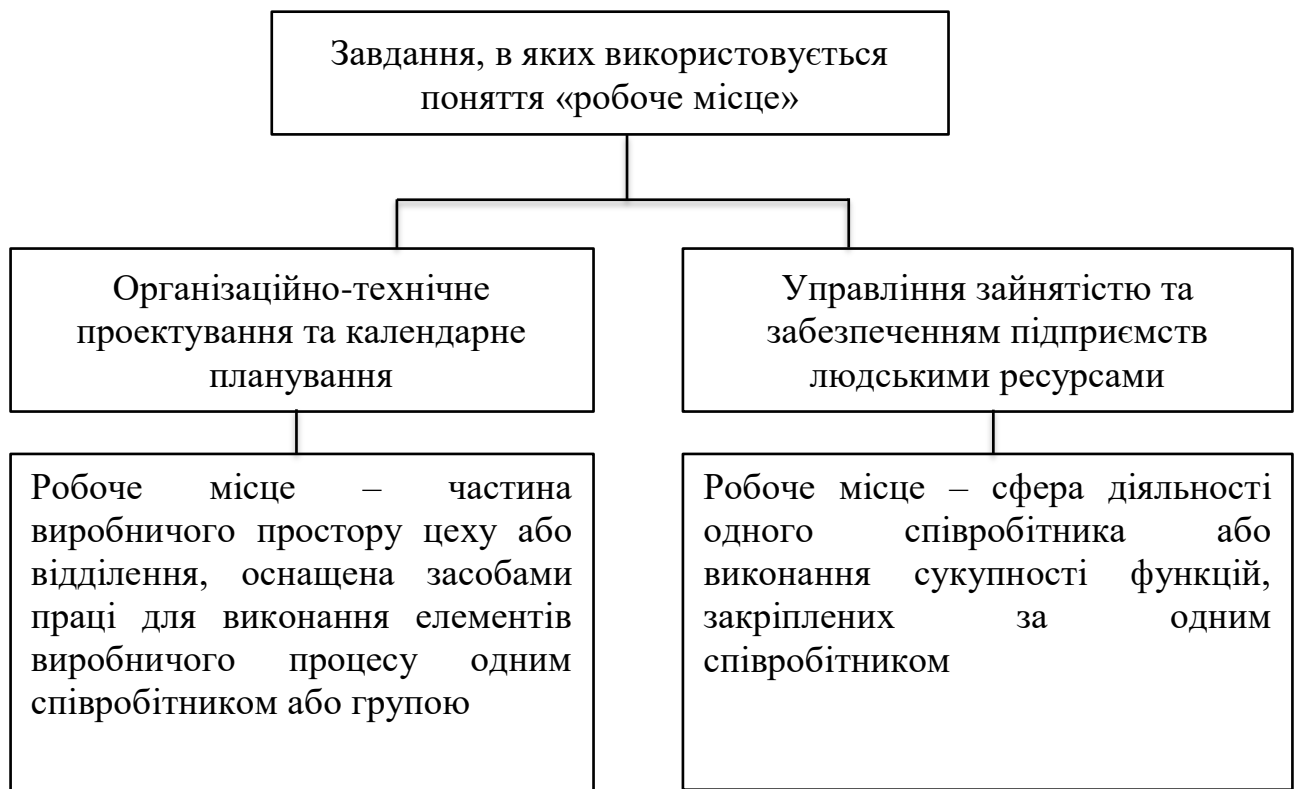 Завдання, в яких використовується
поняття «робоче місце»
Організаційно-технічне
проектування та календарне
планування
Управління зайнятістю та
забезпеченням підприємств
людськими ресурсами
Робоче місце – частина
виробничого простору цеху або
відділення, оснащена засобами
праці для виконання елементів
виробничого процесу одним
співробітником або групою
Робоче місце – сфера діяльності
одного співробітника або
виконання сукупності функцій,
закріплених за одним
співробітником